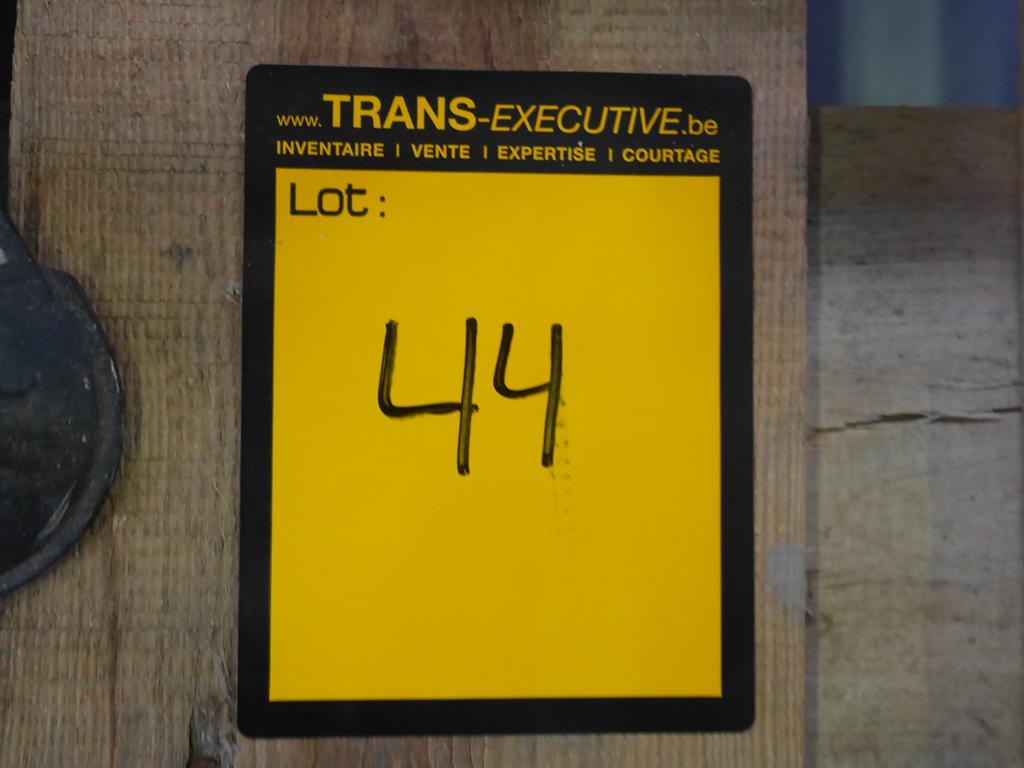 www.TRANS-EXECUTIVE.be
INVENTAIRE | VENTE | EXPERTISE | COURTAGE
Lot :
44